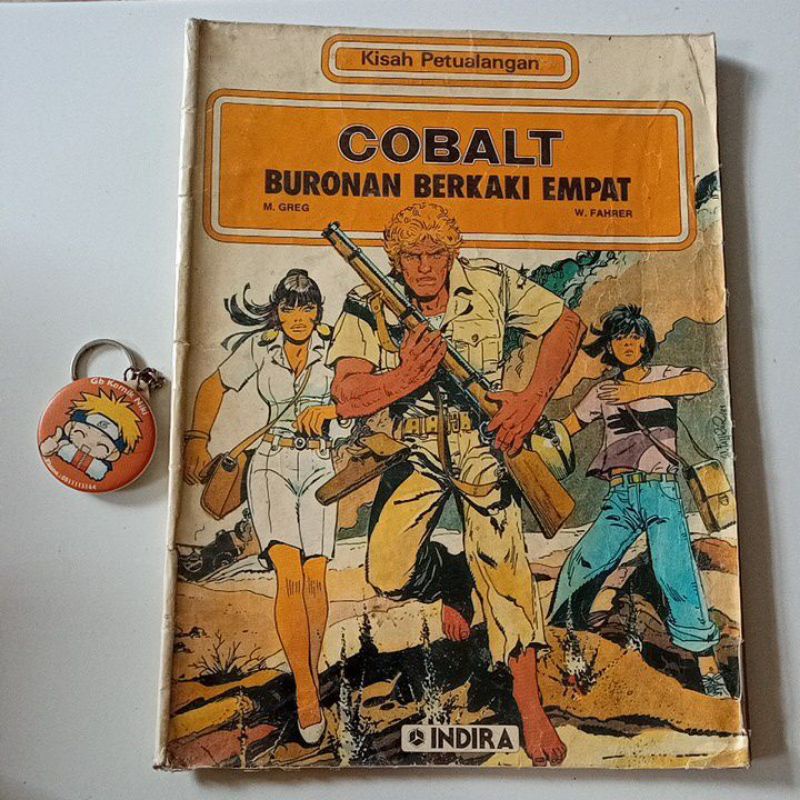 Kisah Petualangan
COBALT
BURONAN BERKAKI EMPAT
M. GREG
W. FAHRER
INDIRA